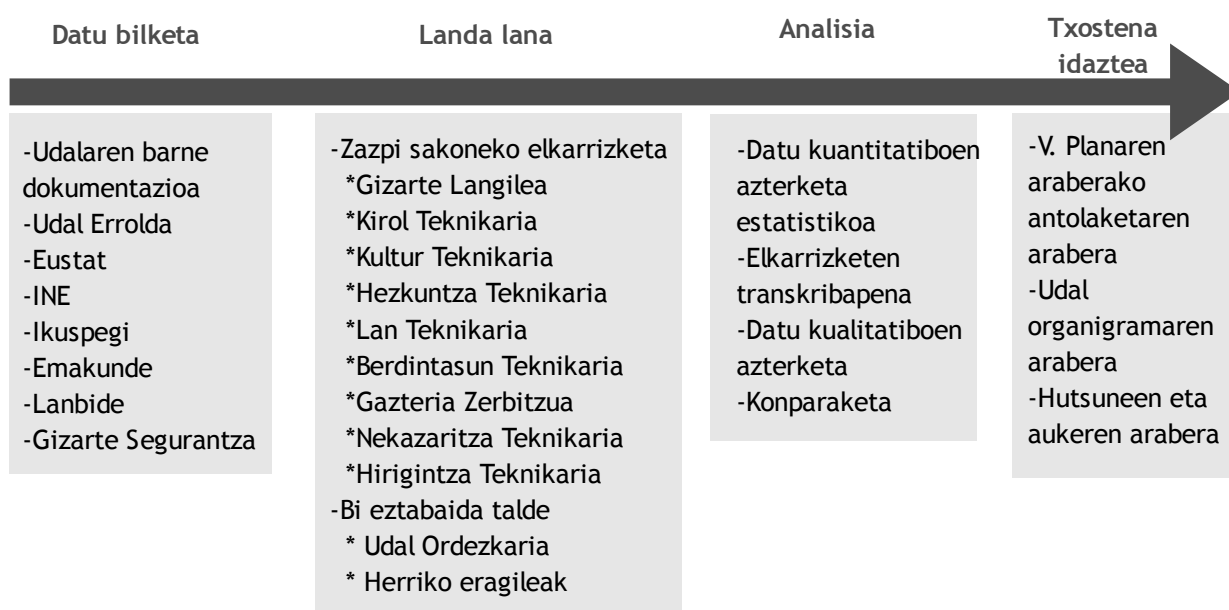 Datu bilketa
Landa lana
Analisia
Txostena
idaztea
-Udalaren barne
dokumentazioa
-Udal Errolda
-Eustat
-INE
-Ikuspegi
-Emakunde
-Lanbide
-Gizarte Segurantza
-Zazpi sakoneko elkarrizketa
*Gizarte Langilea
*Kirol Teknikaria
*Kultur Teknikaria
*Hezkuntza Teknikaria
*Lan Teknikaria
*Berdintasun Teknikaria
*Gazteria Zerbitzua
*Nekazaritza Teknikaria
*Hirigintza Teknikaria
-Bi eztabaida talde
* Udal Ordezkaria
* Herriko eragileak
-Datu kuantitatiboen
azterketa
estatistikoa
-Elkarrizketen
transkribapena
-Datu kualitatiboen
azterketa
-Konparaketa
-V. Planaren
araberako
antolaketaren
arabera
-Udal
organigramaren
arabera
-Hutsuneen eta
aukeren arabera